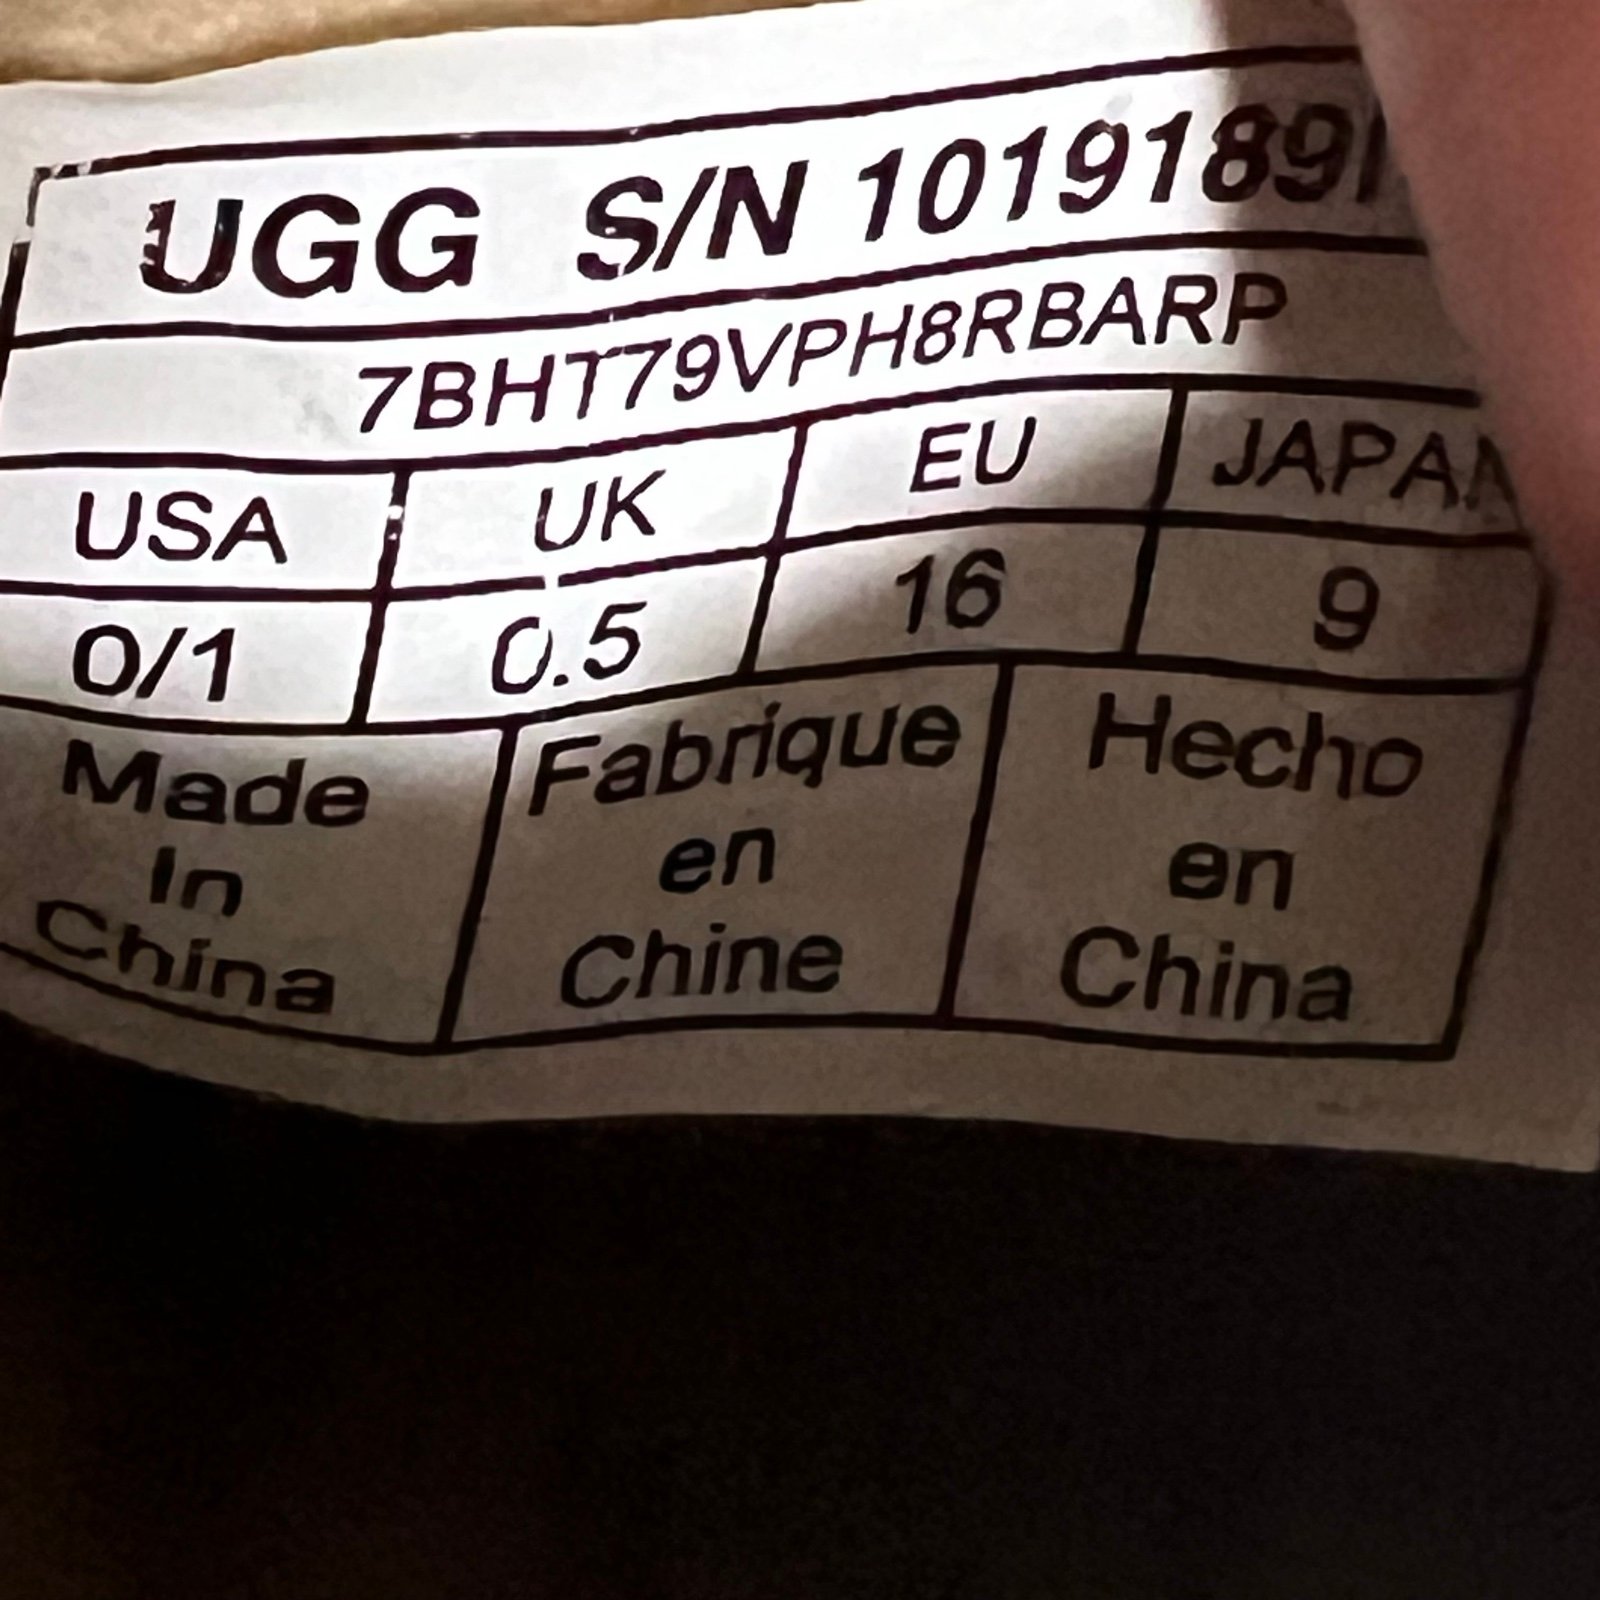 UGG S/N 1019189
7BHT79VPH8RBARP
USA UK EU JAPAN
0/1 0.5 16 9
Made In China
Fabrique en Chine
Hecho en China